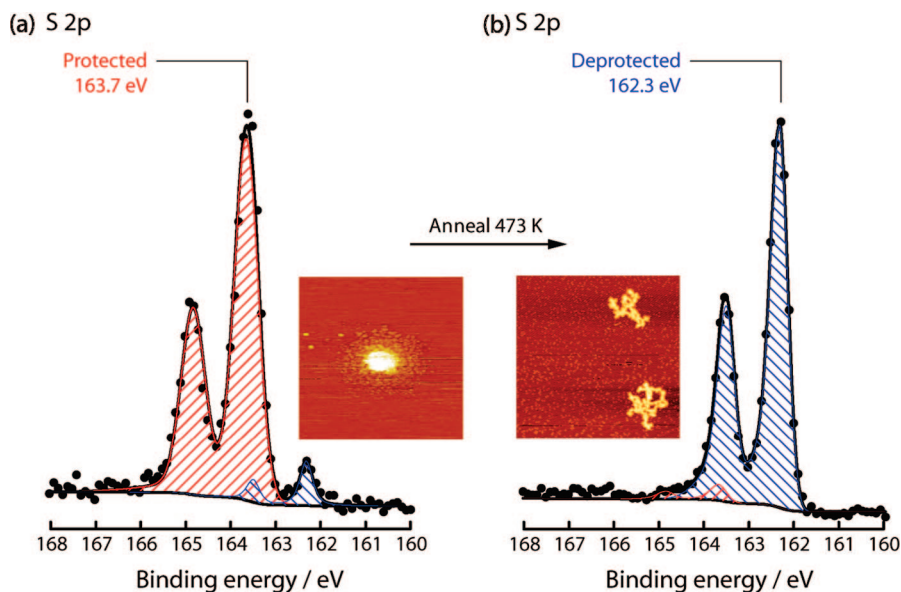 (a) S 2p
Protected
163.7 eV
168 167 166 165 164 163 162 161 160
Binding energy / eV
Anneal 473 K
(b) S 2p
Deprotected
162.3 eV
168 167 166 165 164 163 162 161 160
Binding energy / eV